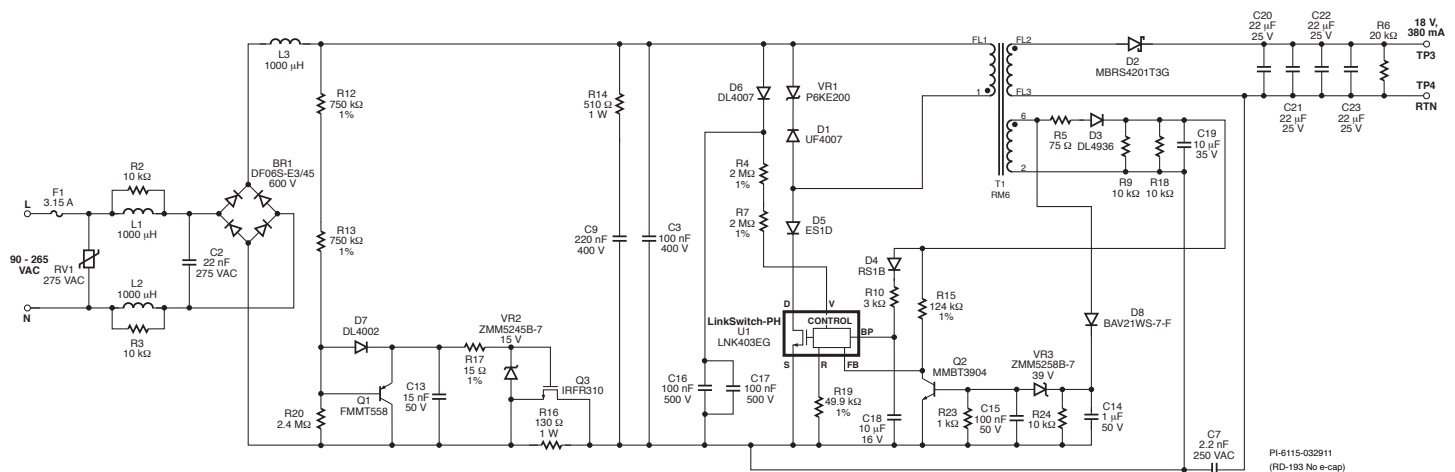 L3
1000 µH
R12
750 kΩ
1%
R14
510 Ω
1 W
D6
DL4007
VR1
P6KE200
D1
UF4007
FL1
1
FL2
FL3
D2
MBRS4201T3G
C20
22 µF
25 V
C22
22 µF
25 V
R6
20 kΩ
18 V,
380 mA
TP3
TP4
RTN
C21
22 µF
25 V
C23
22 µF
25 V
6
2
R5
75 Ω
D3
DL4936
R9
10 kΩ
R18
10 kΩ
C19
10 µF
35 V
T1
RM6
BR1
DF06S-E3/45
600 V
R2
10 kΩ
F1
3.15 A
L
L1
1000 µH
90 - 265
VAC
RV1
275 VAC
C2
22 nF
275 VAC
L2
1000 µH
N
R3
10 kΩ
R13
750 kΩ
1%
C9
220 nF
400 V
C3
100 nF
400 V
R4
2 MΩ
1%
R7
2 MΩ
1%
D5
ES1D
D4
RS1B
R10
3 kΩ
R15
124 kΩ
1%
D8
BAV21WS-7-F
LinkSwitch-PH
U1
LNK403EG
D
V
CONTROL
BP
S
R
FB
D7
DL4002
VR2
ZMM5245B-7
15 V
R17
15 Ω
1%
Q3
IRFR310
Q1
FMMT558
C13
15 nF
50 V
R20
2.4 MΩ
R16
130 Ω
1 W
C16
100 nF
500 V
C17
100 nF
500 V
R19
49.9 kΩ
1%
C18
10 µF
16 V
Q2
MMBT3904
VR3
ZMM5258B-7
39 V
R23
1 kΩ
C15
100 nF
50 V
R24
10 kΩ
C14
1 µF
50 V
C7
2.2 nF
250 VAC
PI-6115-032911
(RD-193 No e-cap)